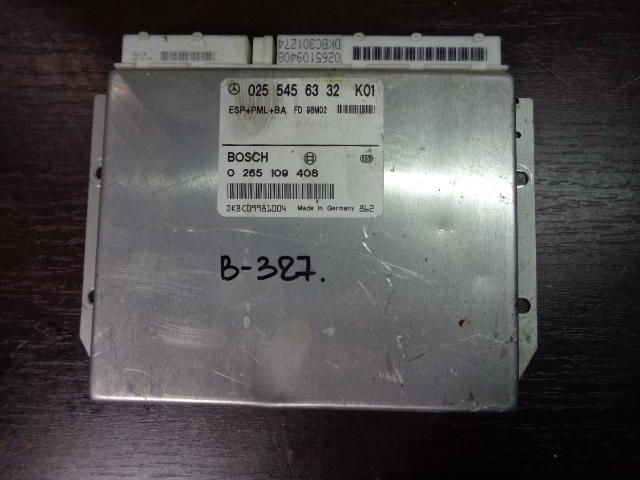 0265109408
DKBC301274
025 545 63 32 K01
ESP+PML+BA FD 98M02
BOSCH
0 265 109 408
DKBC09981004 Made in Germany 862
B-327.